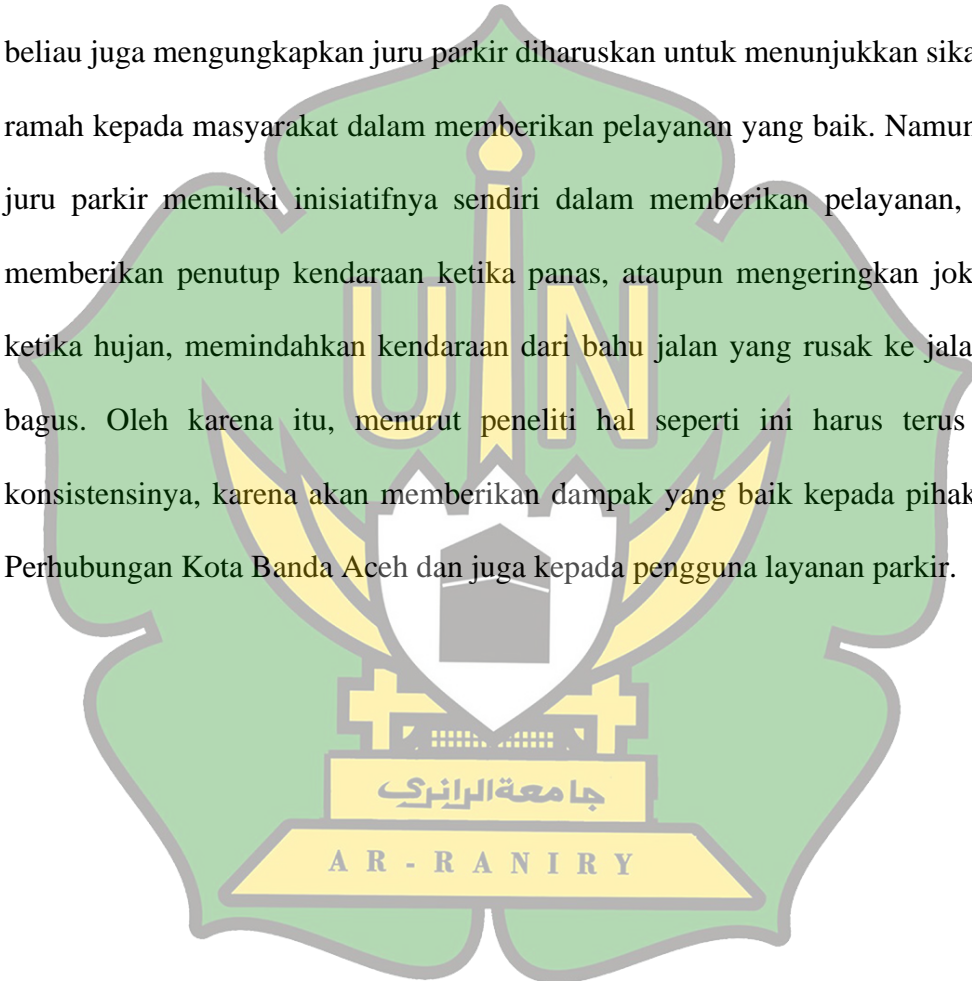 beliau juga mengungkapkan juru parkir diharuskan untuk menunjukkan sika
ramah kepada masyarakat dalam memberikan pelayanan yang baik. Namun
juru parkir memiliki inisiatifnya sendiri dalam memberikan pelayanan,
memberikan penutup kendaraan ketika panas, ataupun mengeringkan jok
ketika hujan, memindahkan kendaraan dari bahu jalan yang rusak ke jala
bagus. Oleh karena itu, menurut peneliti hal seperti ini harus terus
konsistensinya, karena akan memberikan dampak yang baik kepada pihak
Perhubungan Kota Banda Aceh dan juga kepada pengguna layanan parkir.
UIN
جامعةالرانري
AR-RANIRY